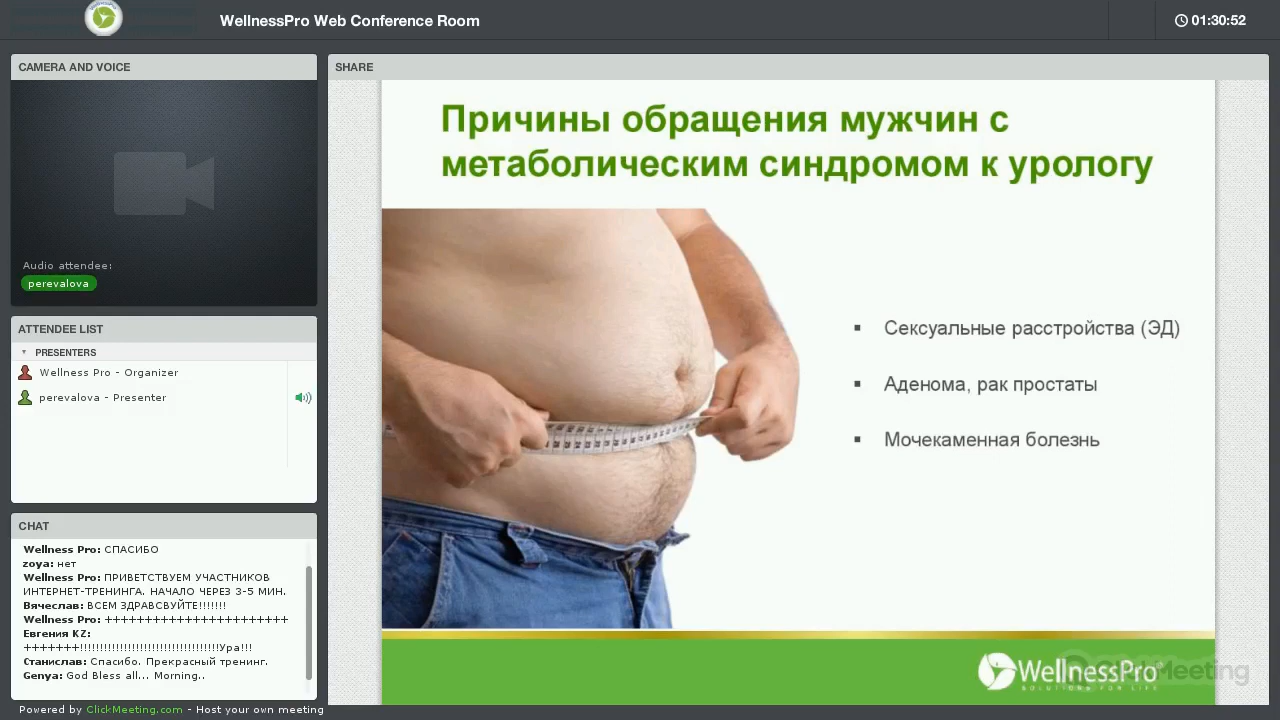 WellnessPro Web Conference Room
01:30:52
CAMERA AND VOICE
Audio attendee:
perevalova
ATTENDEE LIST
PRESENTERS
Wellness Pro - Organizer
perevalova - Presenter
CHAT
Wellness Pro: СПАСИБО
zoya: нет
Wellness Pro: ПРИВЕТСТВУЕМ УЧАСТНИКОВ
ИНТЕРНЕТ-ТРЕНИНГА. НАЧАЛО ЧЕРЕЗ 3-5 МИН.
Вячеслав: ВСЕМ ЗДРАВСВУЙТЕ!!!!!!!
Wellness Pro:
Евгения KZ:
Станислав: Спасибо. Прекрасный тренинг.
Sanya: God Bless all... Morning..
Powered by ClickMeeting.com - Host your own meeting
SHARE
Причины обращения мужчин с
метаболическим синдромом к урологу
Сексуальные расстройства (ЭД)
Аденома, рак простаты
Мочекаменная болезнь
WellnessPro
SOLUTIONS FOR LIFE